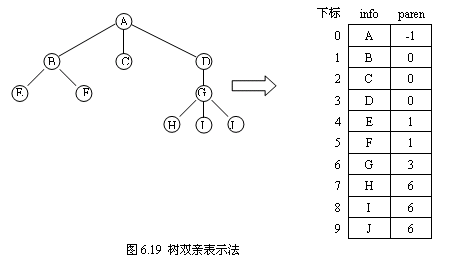 A
B C D
E F G
H I J
下标 info paren
0 A -1
1 B 0
2 C 0
3 D 0
4 E 1
5 F 1
6 G 3
7 H 6
8 I 6
9 J 6
图 6.19 树双亲表示法